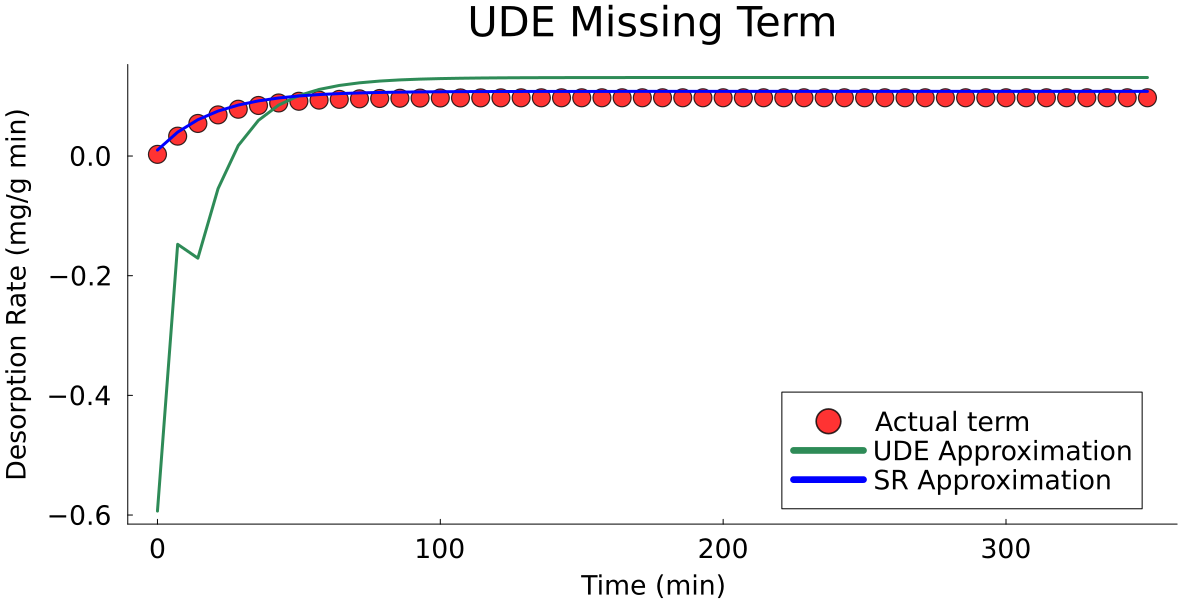 UDE Missing Term
Desorption Rate (mg/g min)
0.0
−0.2
−0.4
−0.6
0
100
200
300
Time (min)
Actual term
UDE Approximation
SR Approximation